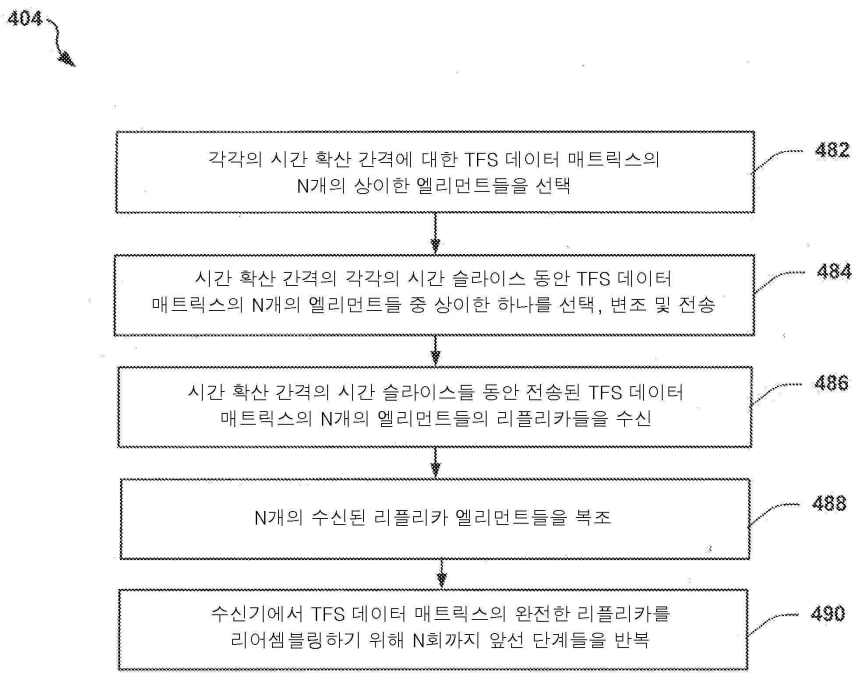 404
각각의 시간 확산 간격에 대한 TFS 데이터 매트릭스의
N개의 상이한 엘리먼트들을 선택
482
시간 확산 간격의 각각의 시간 슬라이스 동안 TFS 데이터
매트릭스의 N개의 엘리먼트들 중 상이한 하나를 선택, 변조 및 전송
484
시간 확산 간격의 시간 슬라이스들 동안 전송된 TFS 데이터
매트릭스의 N개의 엘리먼트들의 리플리카들을 수신
486
N개의 수신된 리플리카 엘리먼트들을 복조
488
수신기에서 TFS 데이터 매트릭스의 완전한 리플리카를
리어셈블링하기 위해 N회까지 앞선 단계들을 반복
490